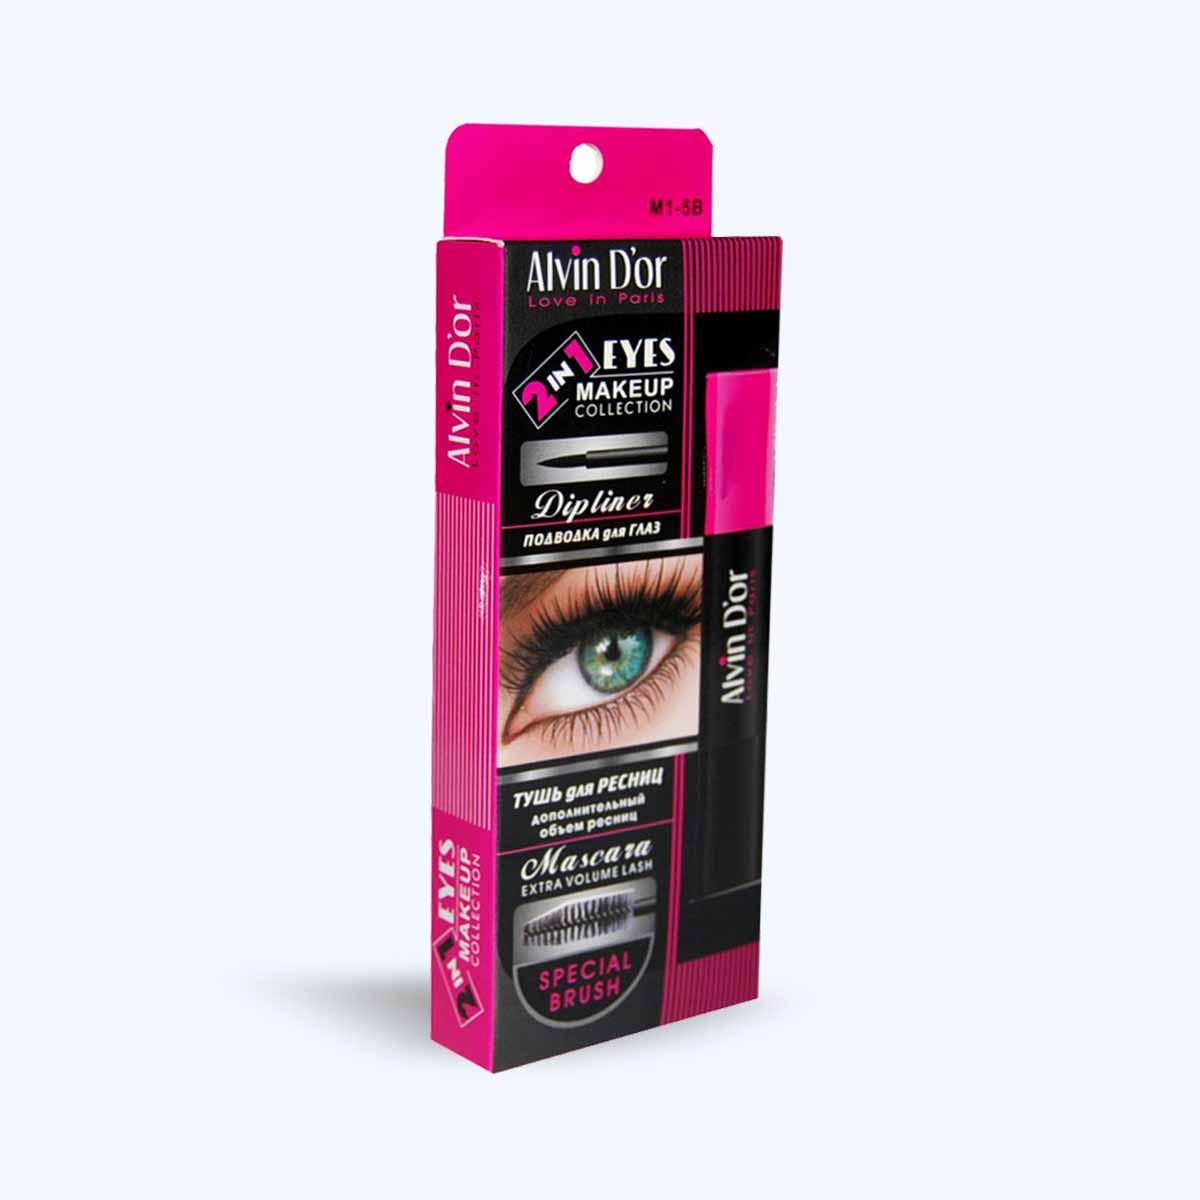 M1-5B
Alvin D'or
Love in Paris
2 IN 1 EYES
MAKEUP
COLLECTION
Dipliner
ПОДВОДКА для ГЛАЗ
ТУШЬ для РЕСНИЦ
дополнительный
объем ресниц
Mascara
EXTRA VOLUME LASH
SPECIAL
BRUSH
Alvin D'or
Love in Paris
Alvin D'or
Love in Paris
2 IN 1 EYES
MAKEUP
COLLECTION